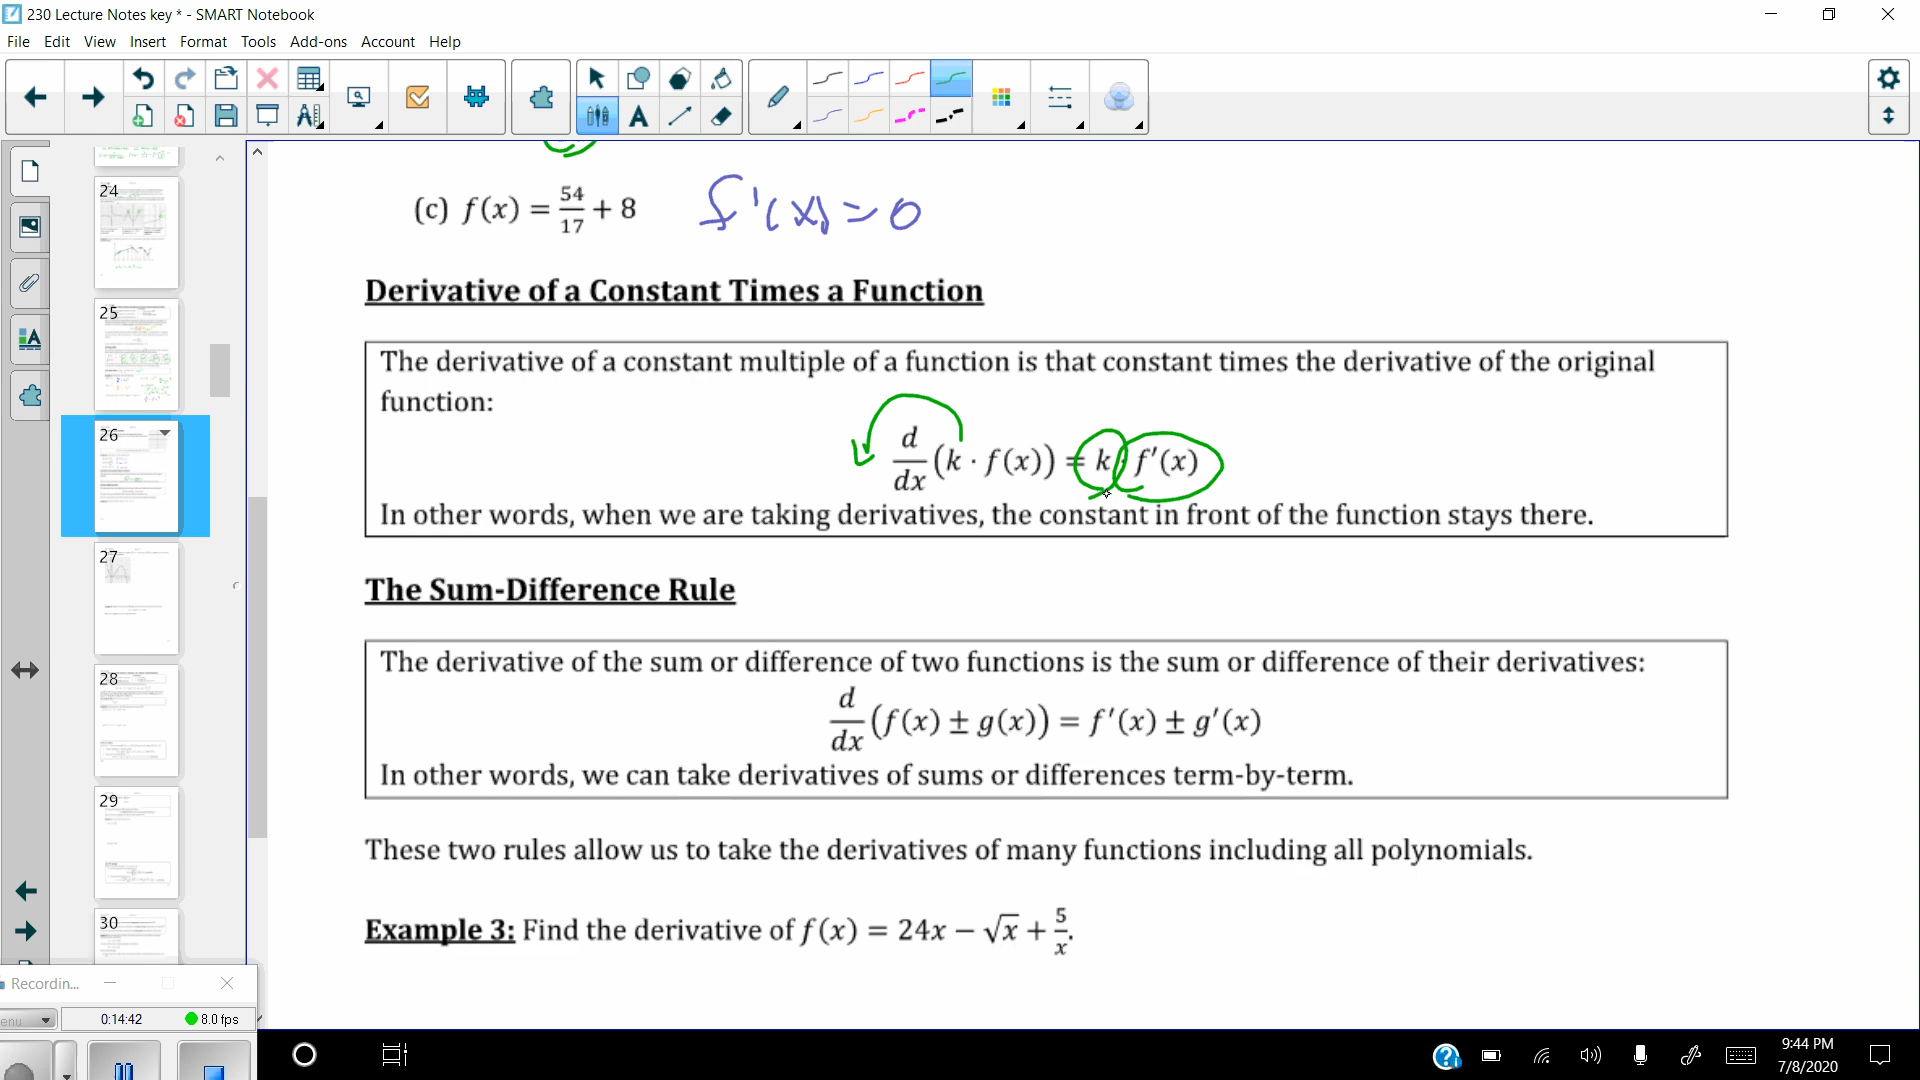 230 Lecture Notes key * - SMART Notebook
File Edit View Insert Format Tools Add-ons Account Help
24
25
26
27
28
29
30
(c) f(x) = 54/17 + 8 f'(x) = 0
Derivative of a Constant Times a Function
The derivative of a constant multiple of a function is that constant times the derivative of the original
function:
d/dx (k · f(x)) = k · f′(x)
In other words, when we are taking derivatives, the constant in front of the function stays there.
The Sum-Difference Rule
The derivative of the sum or difference of two functions is the sum or difference of their derivatives:
d/dx (f(x) ± g(x)) = f′(x) ± g′(x)
In other words, we can take derivatives of sums or differences term-by-term.
These two rules allow us to take the derivatives of many functions including all polynomials.
Example 3: Find the derivative of f(x) = 24x − √x + 5/x.
Recordin...
enu 0:14:42 8.0 fps
9:44 PM
7/8/2020